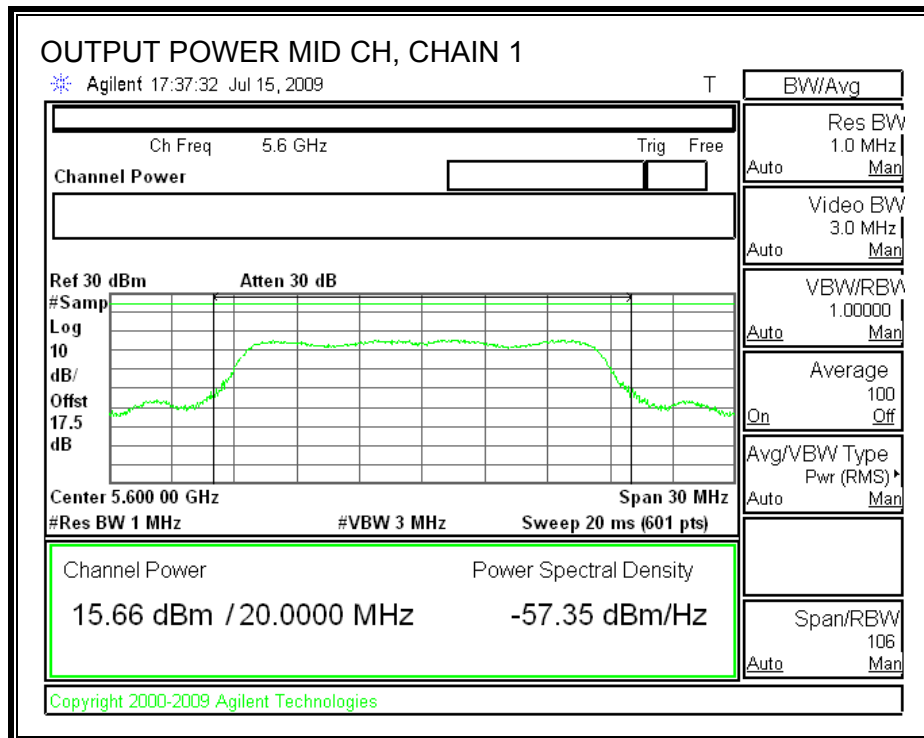 OUTPUT POWER MID CH, CHAIN 1
Agilent 17:37:32 Jul 15, 2009 T
Ch Freq 5.6 GHz Trig Free
Channel Power
Ref 30 dBm Atten 30 dB
#Samp
Log
10
dB/
Offst
17.5
dB
Center 5.600 00 GHz Span 30 MHz
#Res BW 1 MHz #VBW 3 MHz Sweep 20 ms (601 pts)
Channel Power Power Spectral Density
15.66 dBm / 20.0000 MHz -57.35 dBm/Hz
Copyright 2000-2009 Agilent Technologies
BW/Avg
Res BW
1.0 MHz
Auto Man
Video BW
3.0 MHz
Auto Man
VBW/RBW
1.00000
Auto Man
Average
100
On Off
Avg/VBW Type
Pwr (RMS)
Auto Man
Span/RBW
106
Auto Man